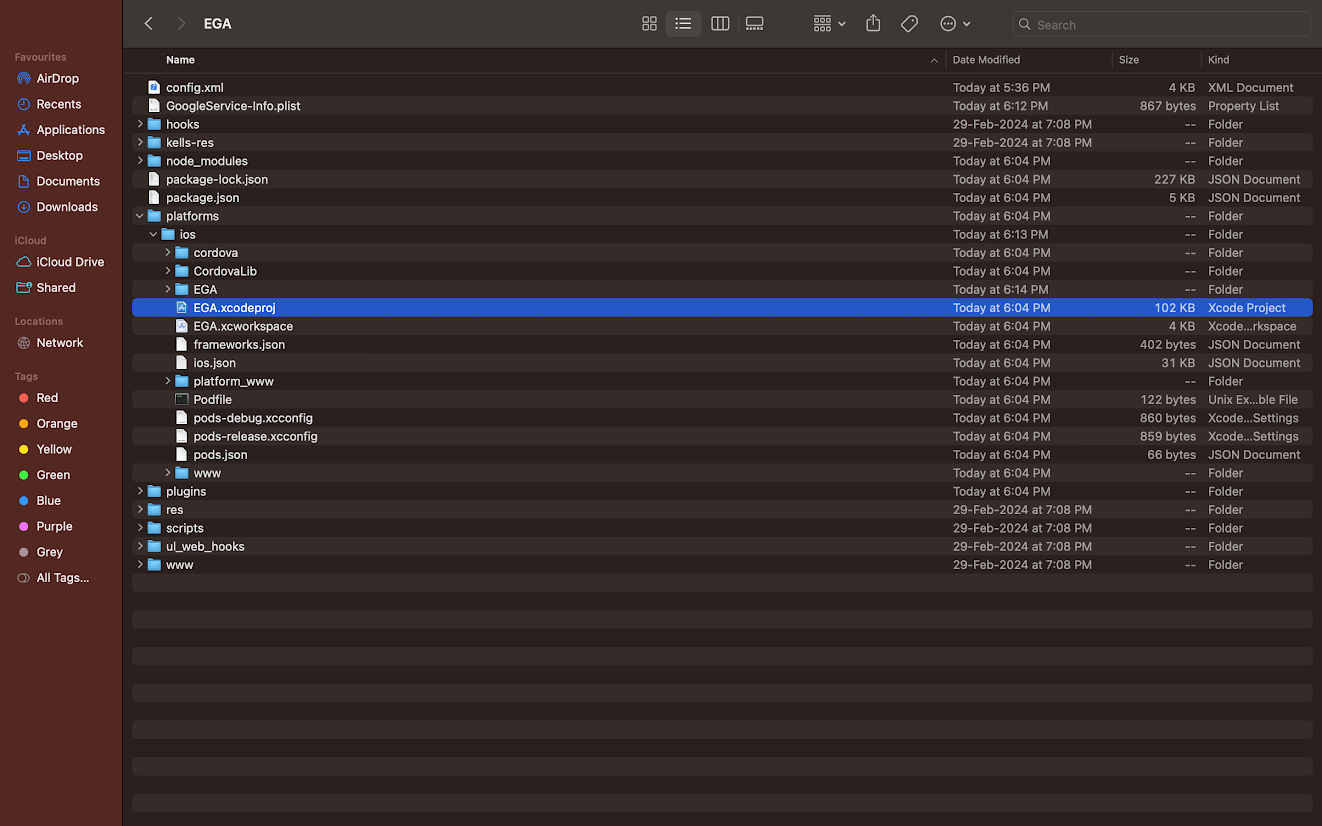 EGA
Search
Favourites
AirDrop
Recents
Applications
Desktop
Documents
Downloads
iCloud
iCloud Drive
Shared
Locations
Network
Tags
Red
Orange
Yellow
Green
Blue
Purple
Grey
All Tags...
Name Date Modified Size Kind
config.xml Today at 5:36 PM 4 KB XML Document
GoogleService-Info.plist Today at 6:12 PM 867 bytes Property List
hooks 29-Feb-2024 at 7:08 PM -- Folder
kells-res 29-Feb-2024 at 7:08 PM -- Folder
node_modules Today at 6:04 PM -- Folder
package-lock.json Today at 6:04 PM 227 KB JSON Document
package.json Today at 6:04 PM 5 KB JSON Document
platforms Today at 6:04 PM -- Folder
ios Today at 6:13 PM -- Folder
cordova Today at 6:04 PM -- Folder
CordovaLib Today at 6:04 PM -- Folder
EGA Today at 6:14 PM -- Folder
EGA.xcodeproj Today at 6:04 PM 102 KB Xcode Project
EGA.xcworkspace Today at 6:04 PM 4 KB Xcode...rkspace
frameworks.json Today at 6:04 PM 402 bytes JSON Document
ios.json Today at 6:04 PM 31 KB JSON Document
platform_www Today at 6:04 PM -- Folder
Podfile Today at 6:04 PM 122 bytes Unix Ex...ble File
pods-debug.xcconfig Today at 6:04 PM 860 bytes Xcode...Settings
pods-release.xcconfig Today at 6:04 PM 859 bytes Xcode...Settings
pods.json Today at 6:04 PM 66 bytes JSON Document
www Today at 6:04 PM -- Folder
plugins Today at 6:04 PM -- Folder
res 29-Feb-2024 at 7:08 PM -- Folder
scripts 29-Feb-2024 at 7:08 PM -- Folder
ul_web_hooks 29-Feb-2024 at 7:08 PM -- Folder
www 29-Feb-2024 at 7:08 PM -- Folder